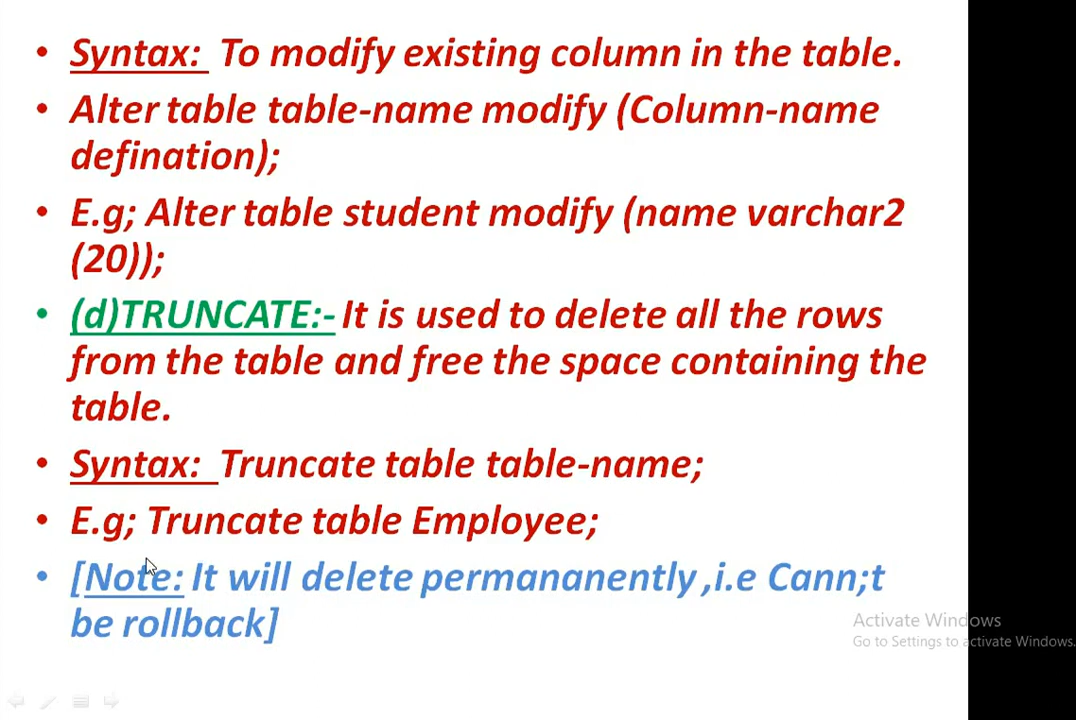 • Syntax: To modify existing column in the table.
• Alter table table-name modify (Column-name
defination);
• E.g; Alter table student modify (name varchar2
(20));
• (d)TRUNCATE:- It is used to delete all the rows
from the table and free the space containing the
table.
• Syntax: Truncate table table-name;
• E.g; Truncate table Employee;
• [Note: It will delete permananently ,i.e Cann;t
be rollback]
Activate Windows
Go to Settings to activate Windows.